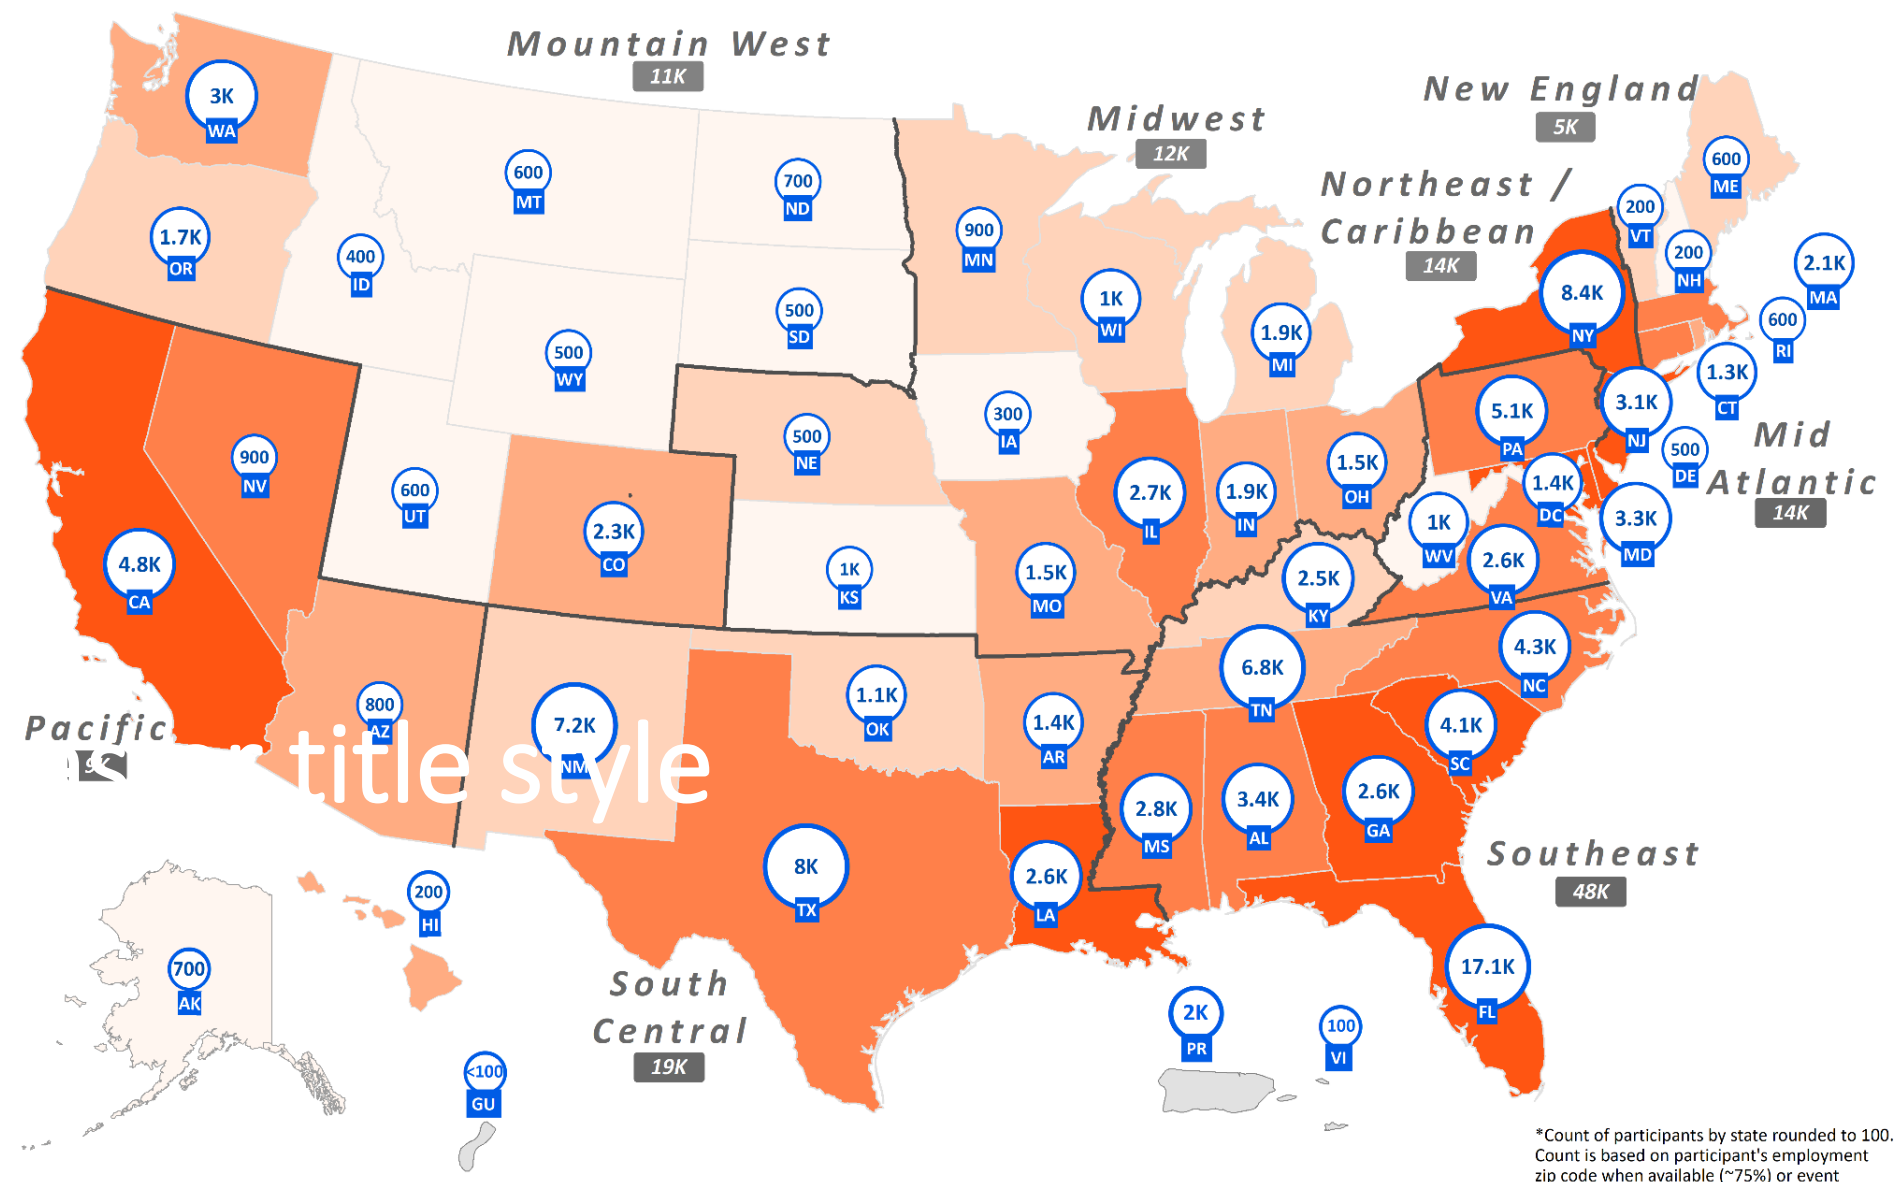 Mountain West
11K
New England
5K
Midwest
12K
Northeast /
Caribbean
14K
3K
WA
600
MT
700
ND
600
ME
1.7K
OR
400
ID
900
MN
200
VT
200
NH
2.1K
MA
8.4K
NY
1K
WI
1.9K
MI
500
SD
500
WY
600
RI
1.3K
CT
3.1K
NJ
5.1K
PA
500
DE
Mid
Atlantic
14K
900
NV
500
NE
300
IA
2.7K
IL
1.9K
IN
1.5K
OH
1.4K
DC
1K
WV
3.3K
MD
4.8K
CA
600
UT
2.3K
CO
1K
KS
1.5K
MO
2.5K
KY
2.6K
VA
4.3K
NC
6.8K
TN
Pacific
9K
800
AZ
7.2K
NM
1.1K
OK
1.4K
AR
4.1K
SC
title style
2.8K
MS
3.4K
AL
2.6K
GA
8K
TX
2.6K
LA
Southeast
48K
200
HI
700
AK
South
Central
19K
17.1K
FL
2K
PR
100
VI
<100
GU
*Count of participants by state rounded to 100.
Count is based on participant's employment
zip code when available (~75%) or event